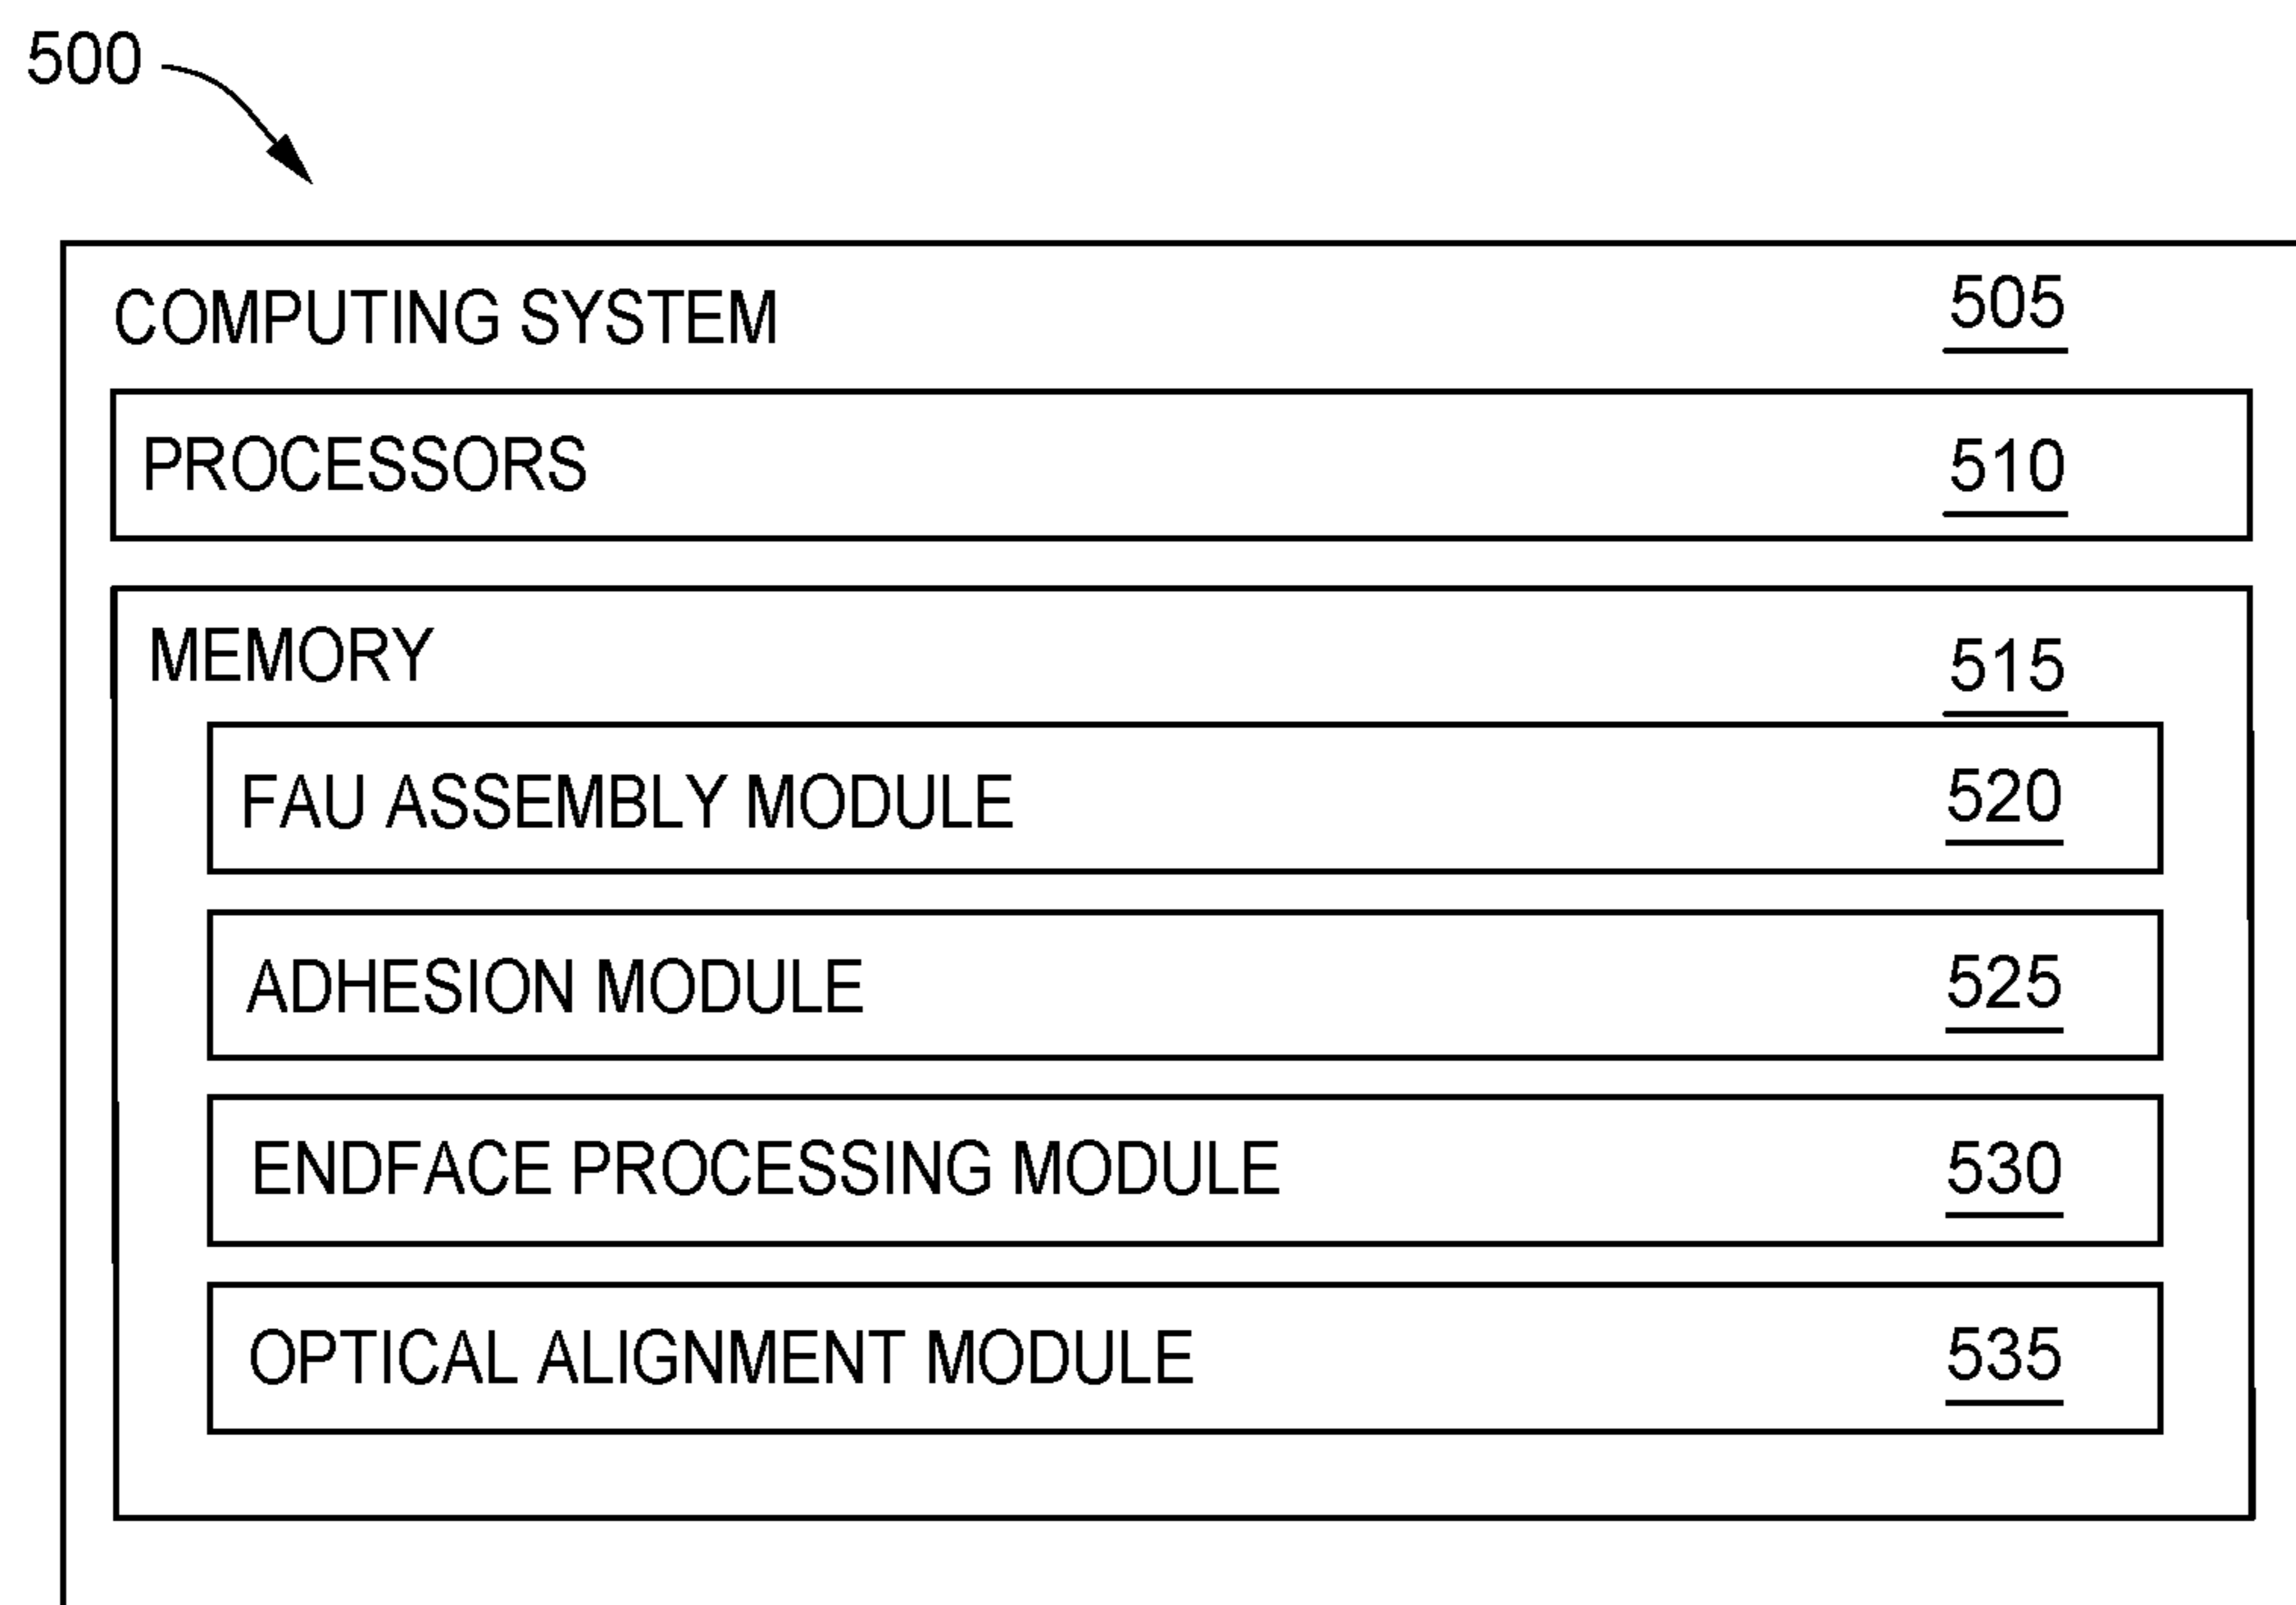 500
COMPUTING SYSTEM 505
PROCESSORS 510
MEMORY 515
FAU ASSEMBLY MODULE 520
ADHESION MODULE 525
ENDFACE PROCESSING MODULE 530
OPTICAL ALIGNMENT MODULE 535